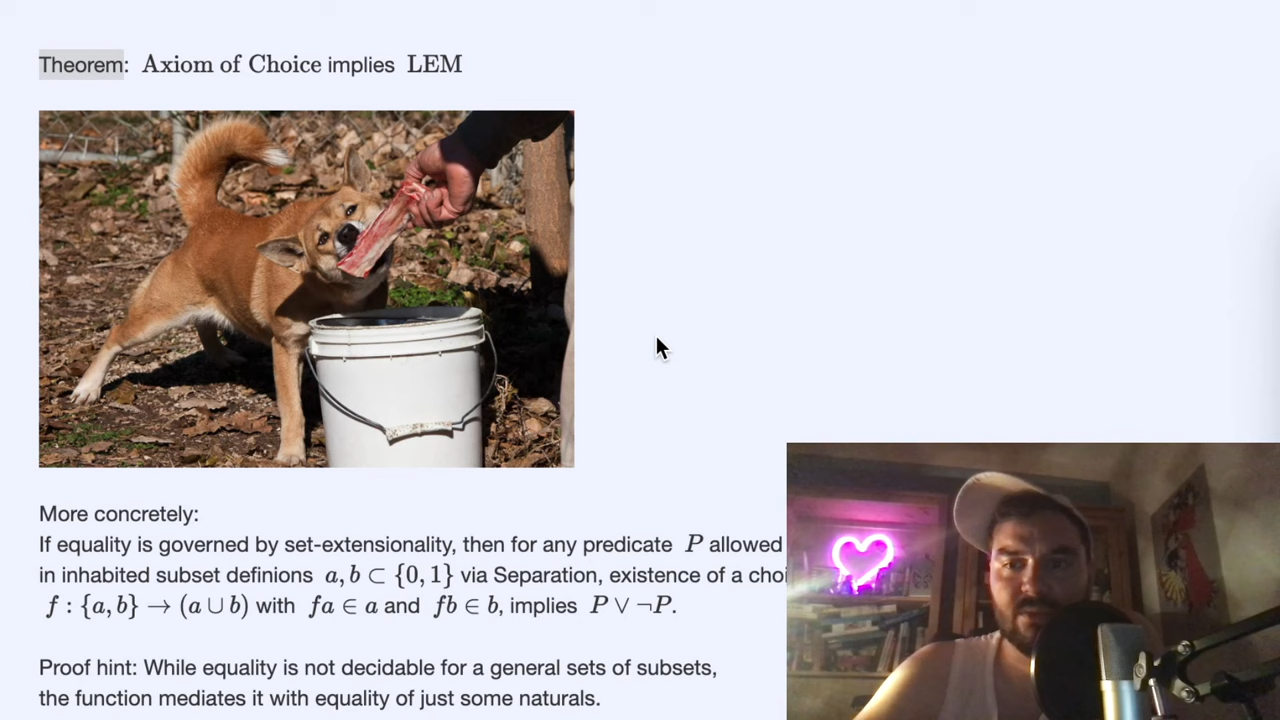 Theorem: Axiom of Choice implies LEM
More concretely:
If equality is governed by set-extensionality, then for any predicate P allowed
in inhabited subset definions a, b ⊂ {0, 1} via Separation, existence of a choi
f : {a, b} → (a ∪ b) with fa ∈ a and fb ∈ b, implies P ∨ ¬P.
Proof hint: While equality is not decidable for a general sets of subsets,
the function mediates it with equality of just some naturals.